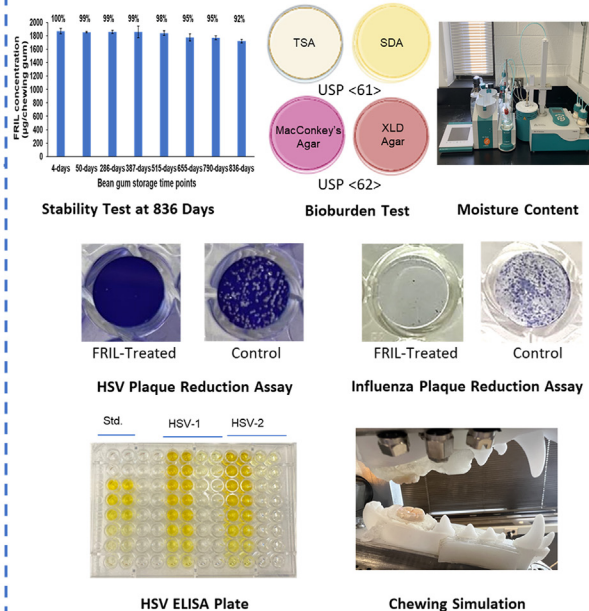 100% 99% 99% 99% 98% 95% 95% 92%
FRIL concentration
(µg/chewing gum)
2000
1800
1600
1400
1200
1000
800
600
400
200
0
4-days 50-days 286-days 387-days 515-days 655-days 790-days 836-days
Bean gum storage time points
Stability Test at 836 Days
TSA
SDA
USP <61>
MacConkey's
Agar
XLD
Agar
USP <62>
Bioburden Test
Moisture Content
FRIL-Treated
Control
HSV Plaque Reduction Assay
FRIL-Treated
Control
Influenza Plaque Reduction Assay
Std.
HSV-1
HSV-2
HSV ELISA Plate
Chewing Simulation